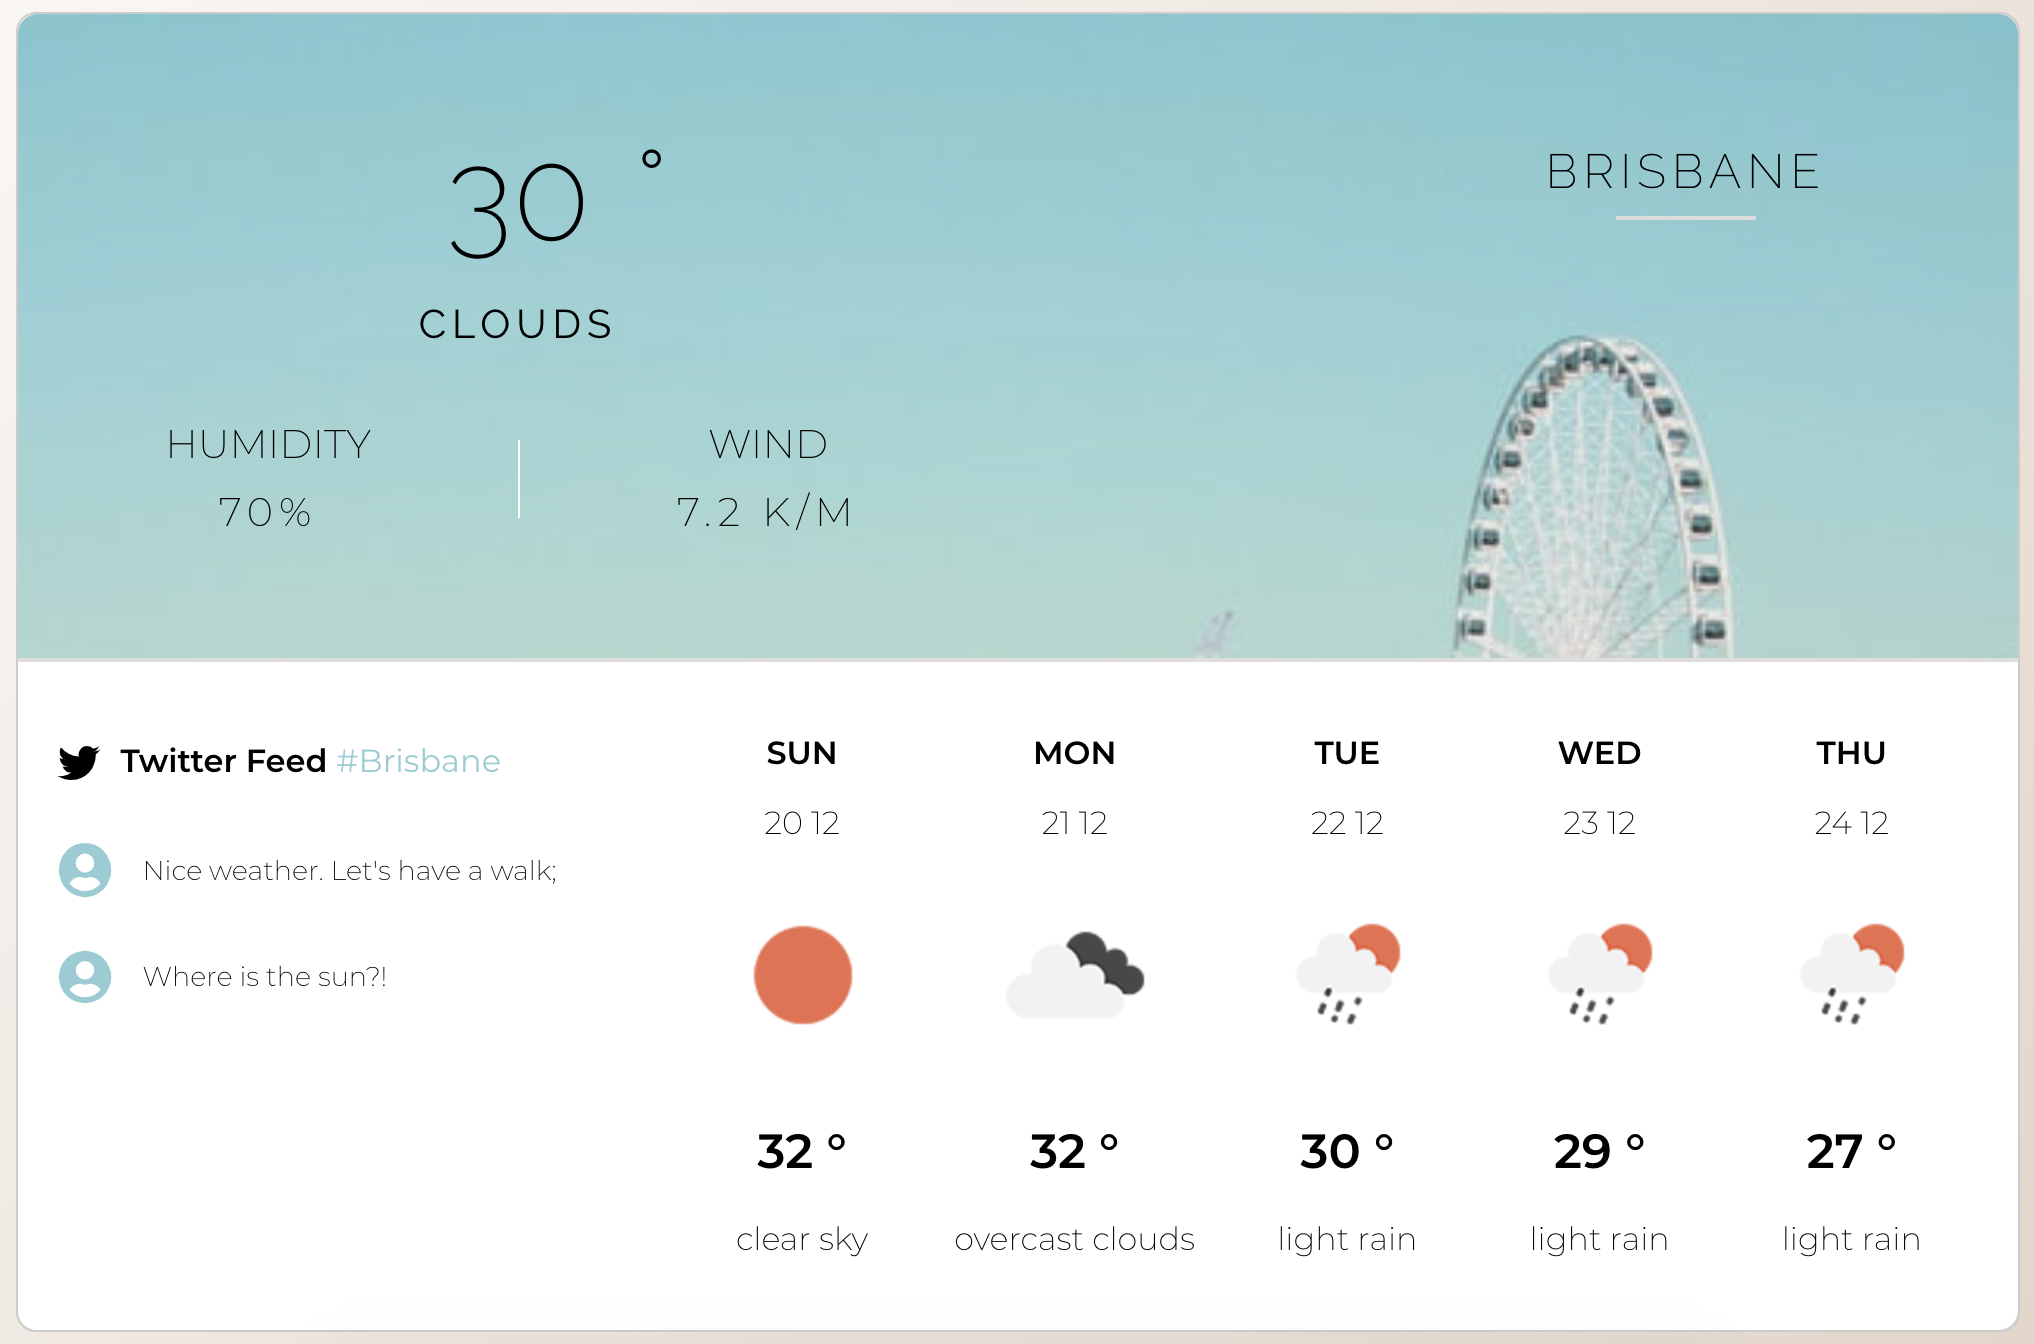 30 °
CLOUDS
HUMIDITY
70%
WIND
7.2 K/M
BRISBANE
Twitter Feed #Brisbane
Nice weather. Let's have a walk;
Where is the sun?!
SUN
20 12
32 °
clear sky
MON
21 12
32 °
overcast clouds
TUE
22 12
30 °
light rain
WED
23 12
29 °
light rain
THU
24 12
27 °
light rain